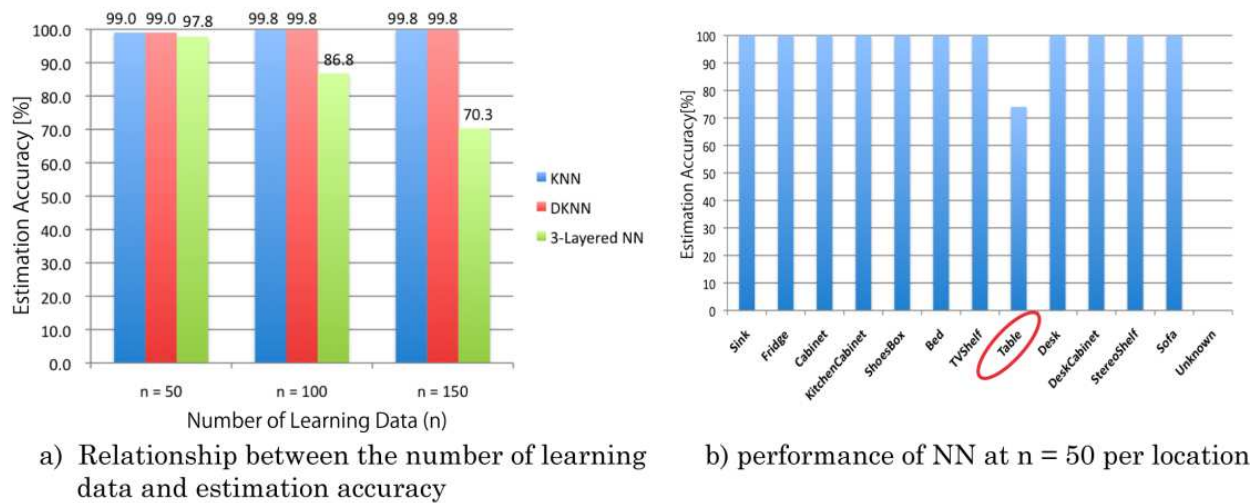 99.0 99.0 97.8 99.8 99.8 86.8 99.8 99.8 70.3
100.0
90.0
80.0
70.0
60.0
50.0
40.0
30.0
20.0
10.0
0.0
Estimation Accuracy [%]
n = 50 n = 100 n = 150
Number of Learning Data (n)
KNN
DKNN
3-Layered NN
a) Relationship between the number of learning
data and estimation accuracy
100
90
80
70
60
50
40
30
20
10
0
Estimation Accuracy[%]
Sink
Fridge
Cabinet
KitchenCabinet
ShoesBox
Bed
TVShelf
Table
Desk
DeskCabinet
StereoShelf
Sofa
Unknown
b) performance of NN at n = 50 per location